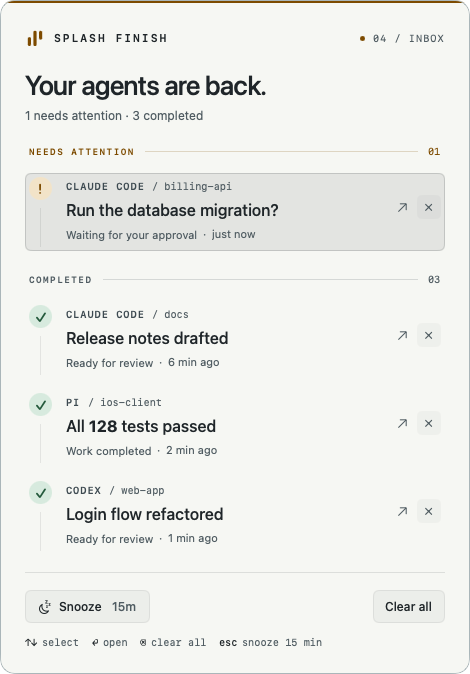 SPLASH FINISH
04 / INBOX
Your agents are back.
1 needs attention · 3 completed
NEEDS ATTENTION 01
! CLAUDE CODE / billing-api
Run the database migration?
Waiting for your approval · just now
COMPLETED 03
CLAUDE CODE / docs
Release notes drafted
Ready for review · 6 min ago
PI / ios-client
All 128 tests passed
Work completed · 2 min ago
CODEX / web-app
Login flow refactored
Ready for review · 1 min ago
Snooze 15m
Clear all
↑↓ select ↵ open ⌫ clear all esc snooze 15 min